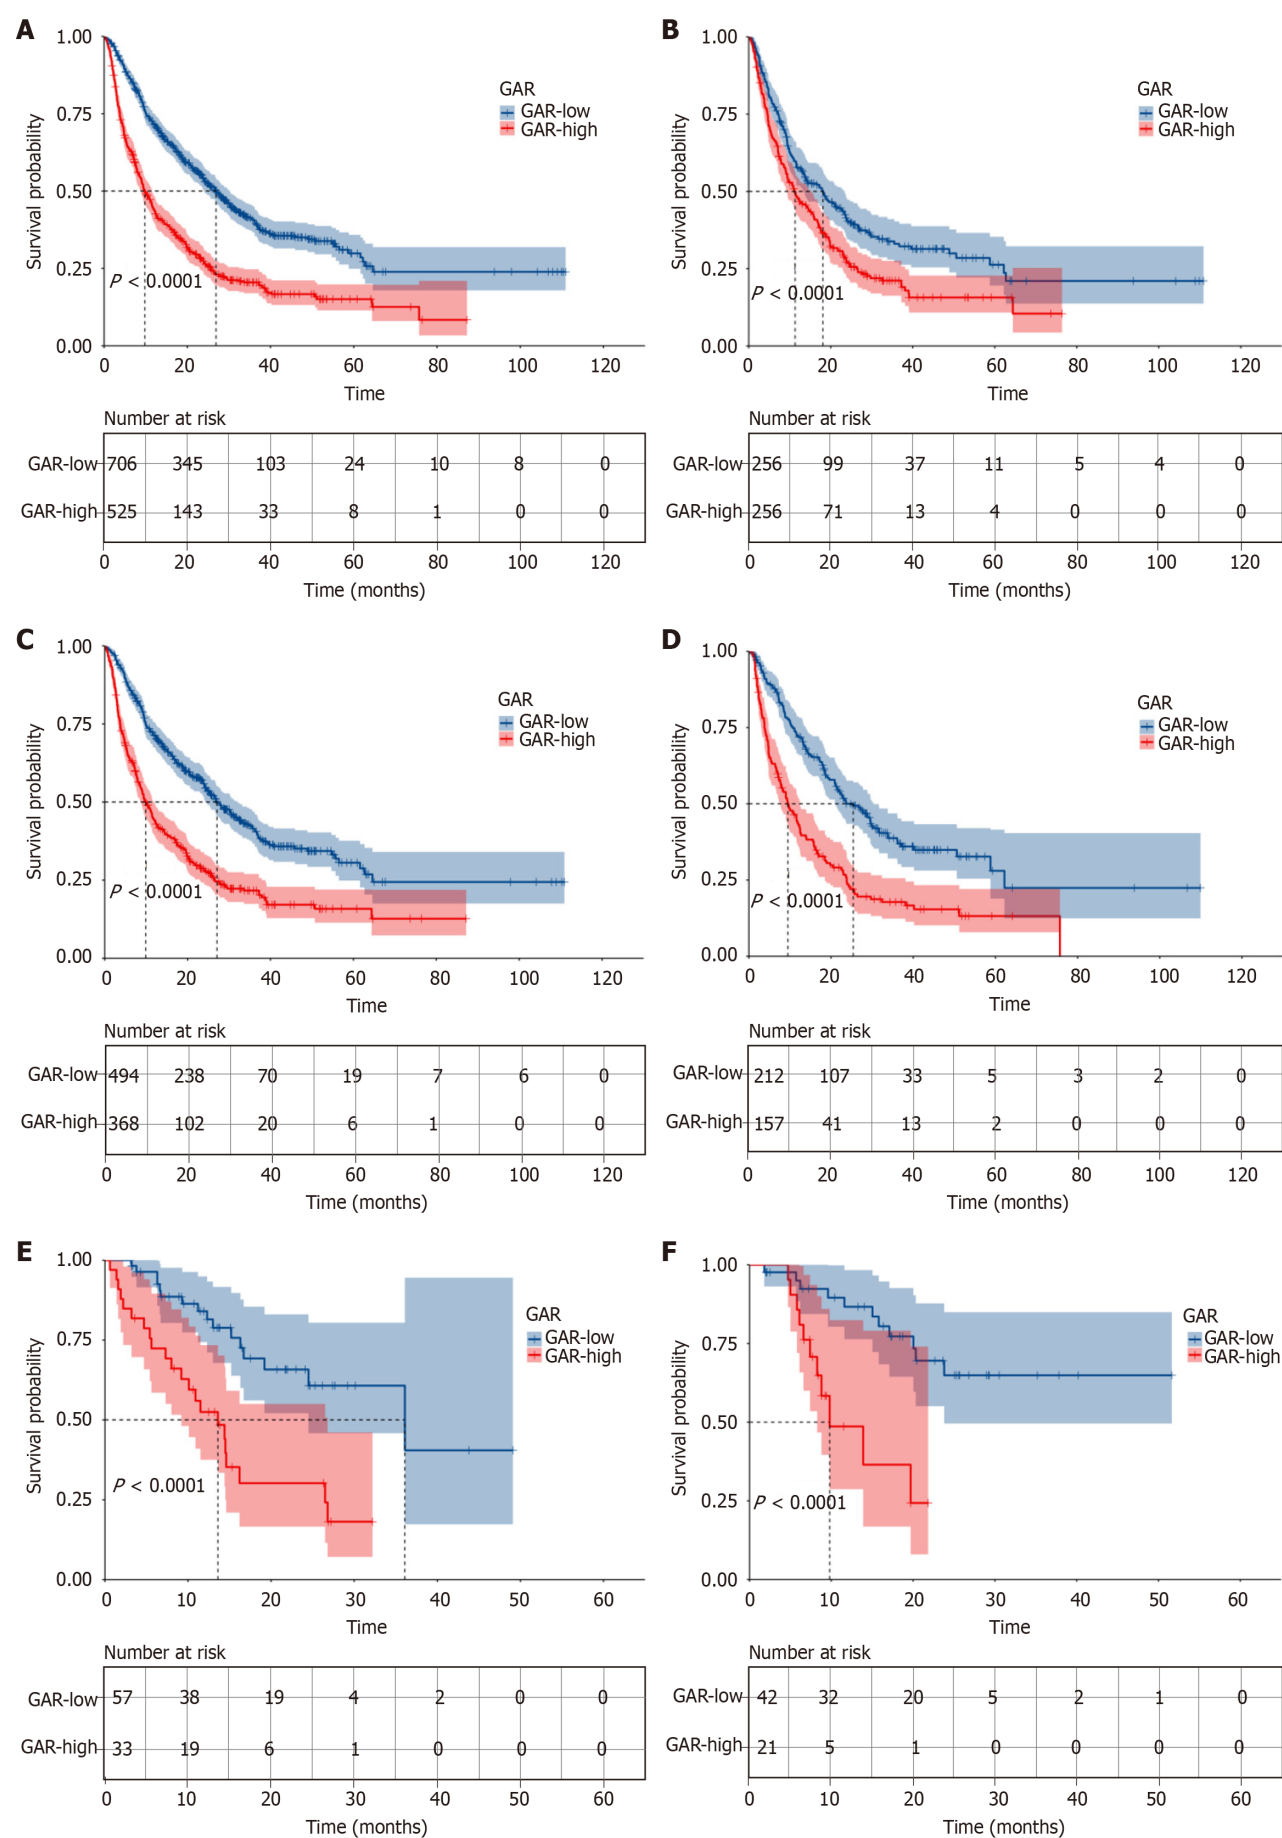 A
1.00
0.75
0.50
0.25
0.00
Survival probability
GAR
GAR-low
GAR-high
P < 0.0001
0 20 40 60 80 100 120
Time
Number at risk
GAR-low 706 345 103 24 10 8 0
GAR-high 525 143 33 8 1 0 0
0 20 40 60 80 100 120
Time (months)
B
1.00
0.75
0.50
0.25
0.00
Survival probability
GAR
GAR-low
GAR-high
P < 0.0001
0 20 40 60 80 100 120
Time
Number at risk
GAR-low 256 99 37 11 5 4 0
GAR-high 256 71 13 4 0 0 0
0 20 40 60 80 100 120
Time (months)
C
1.00
0.75
0.50
0.25
0.00
Survival probability
GAR
GAR-low
GAR-high
P < 0.0001
0 20 40 60 80 100 120
Time
Number at risk
GAR-low 494 238 70 19 7 6 0
GAR-high 368 102 20 6 1 0 0
0 20 40 60 80 100 120
Time (months)
D
1.00
0.75
0.50
0.25
0.00
Survival probability
GAR
GAR-low
GAR-high
P < 0.0001
0 20 40 60 80 100 120
Time
Number at risk
GAR-low 212 107 33 5 3 2 0
GAR-high 157 41 13 2 0 0 0
0 20 40 60 80 100 120
Time (months)
E
1.00
0.75
0.50
0.25
0.00
Survival probability
GAR
GAR-low
GAR-high
P < 0.0001
0 10 20 30 40 50 60
Time
Number at risk
GAR-low 57 38 19 4 2 0 0
GAR-high 33 19 6 1 0 0 0
0 10 20 30 40 50 60
Time (months)
F
1.00
0.75
0.50
0.25
0.00
Survival probability
GAR
GAR-low
GAR-high
P < 0.0001
0 10 20 30 40 50 60
Time
Number at risk
GAR-low 42 32 20 5 2 1 0
GAR-high 21 5 1 0 0 0 0
0 10 20 30 40 50 60
Time (months)